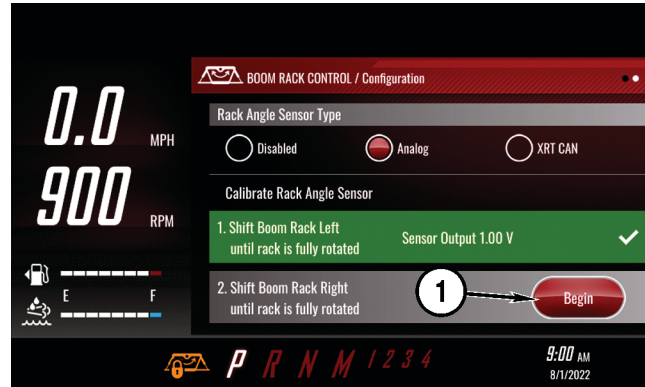 BOOM RACK CONTROL / Configuration
0.0 MPH
Rack Angle Sensor Type
Disabled
Analog
XRT CAN
900 RPM
Calibrate Rack Angle Sensor
1. Shift Boom Rack Left
until rack is fully rotated
Sensor Output 1.00 V
2. Shift Boom Rack Right
until rack is fully rotated
1
Begin
E F
P R N M 1 2 3 4
9:00 AM
8/1/2022